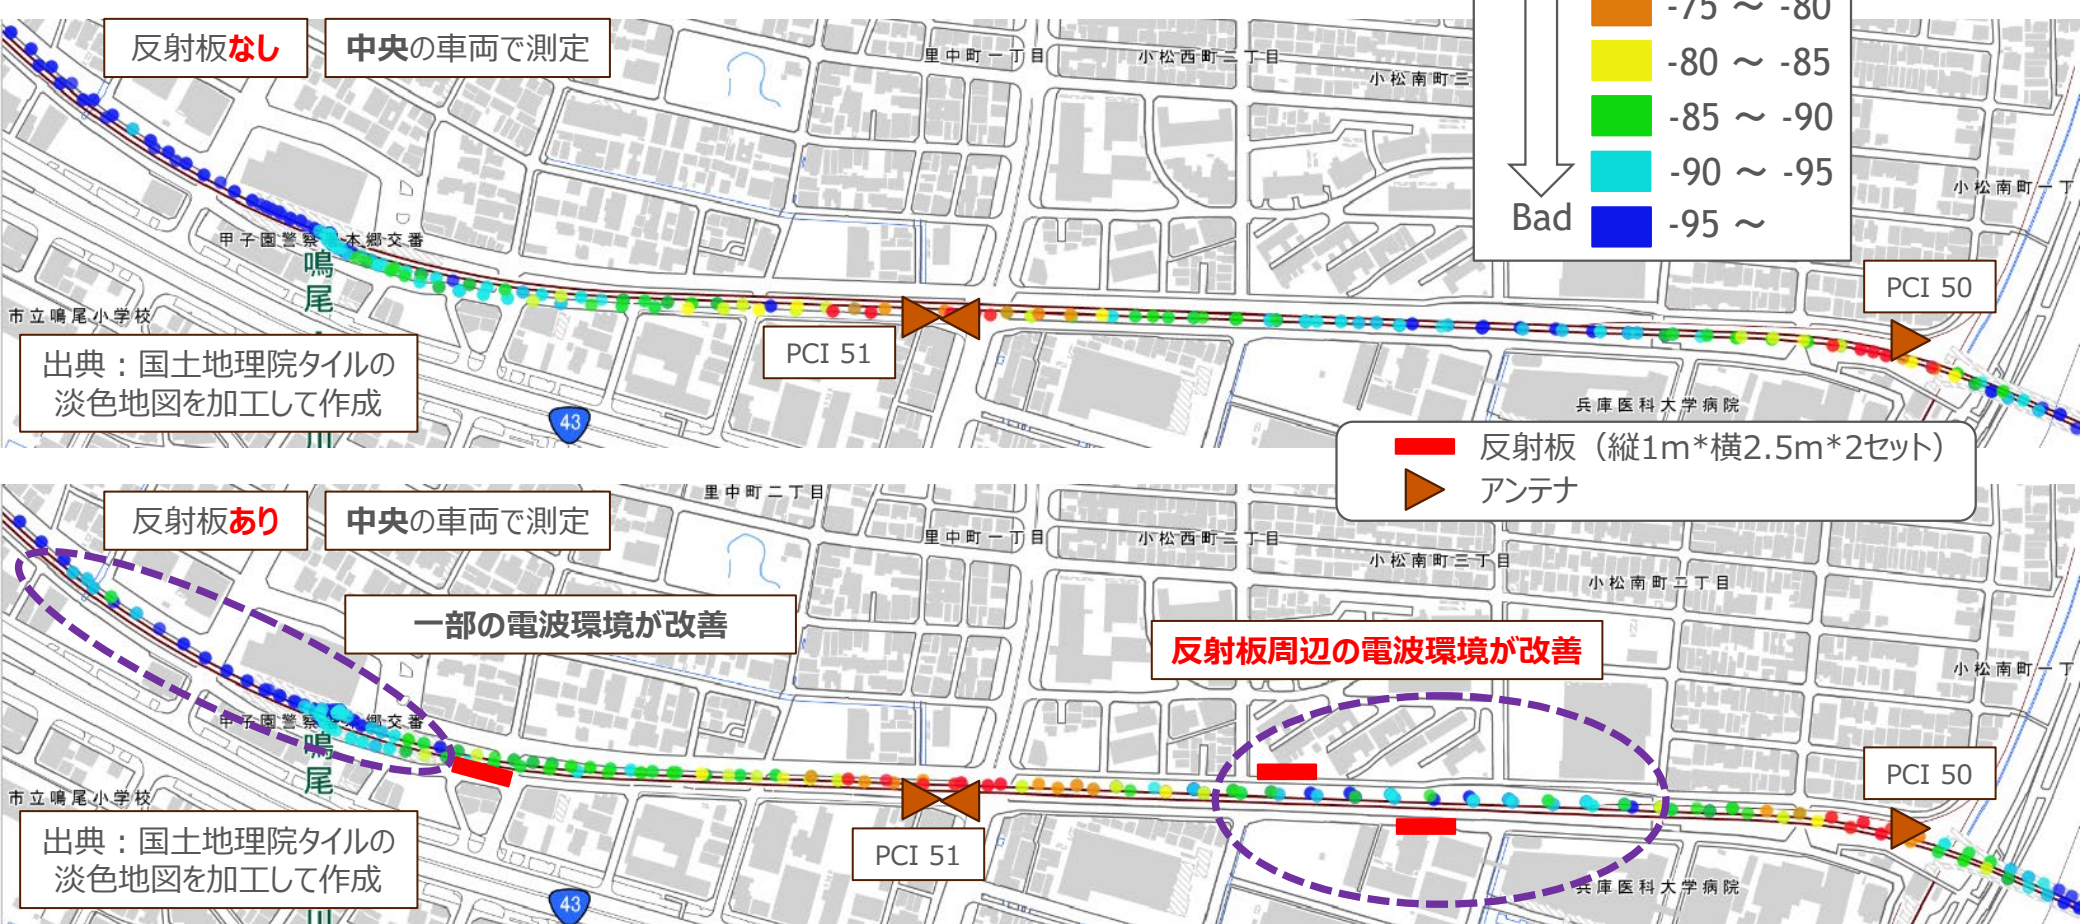 反射板なし
中央の車両で測定
里中町一丁目
小松西町二丁目
小松南町三
-75 ～ -80
-80 ～ -85
-85 ～ -90
-90 ～ -95
-95 ～
Bad
小松南町一丁
甲子園警察
本郷交番
鳴尾
市立鳴尾小学校
PCI 51
PCI 50
出典：国土地理院タイルの
淡色地図を加工して作成
43
兵庫医科大学病院
反射板（縦1m*横2.5m*2セット）
アンテナ
反射板あり
中央の車両で測定
里中町二丁目
里中町一丁目
小松西町二丁目
小松南町三丁目
小松南町二丁目
一部の電波環境が改善
反射板周辺の電波環境が改善
小松南町一丁
甲子園警察
郷交番
鳴尾
市立鳴尾小学校
PCI 51
PCI 50
出典：国土地理院タイルの
淡色地図を加工して作成
43
兵庫医科大学病院